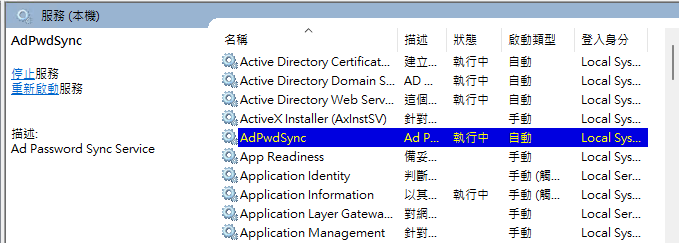 服務 (本機)
AdPwdSync
停止服務
重新啟動服務
描述:
Ad Password Sync Service
名稱 描述 狀態 啟動類型 登入身分
Active Directory Certificat... 建立... 執行中 自動 Local Sys...
Active Directory Domain S... AD ... 執行中 自動 Local Sys...
Active Directory Web Serv... 這個... 執行中 自動 Local Sys...
ActiveX Installer (AxInstSV) 針對... 手動 Local Sys...
AdPwdSync Ad P... 執行中 自動 Local Sys...
App Readiness 備妥... 手動 Local Sys...
Application Identity 判斷... 手動 (觸... Local Ser...
Application Information 以其... 執行中 手動 (觸... Local Sys...
Application Layer Gatewa... 對網... 手動 Local Ser...
Application Management 針對... 手動 Local Sys...